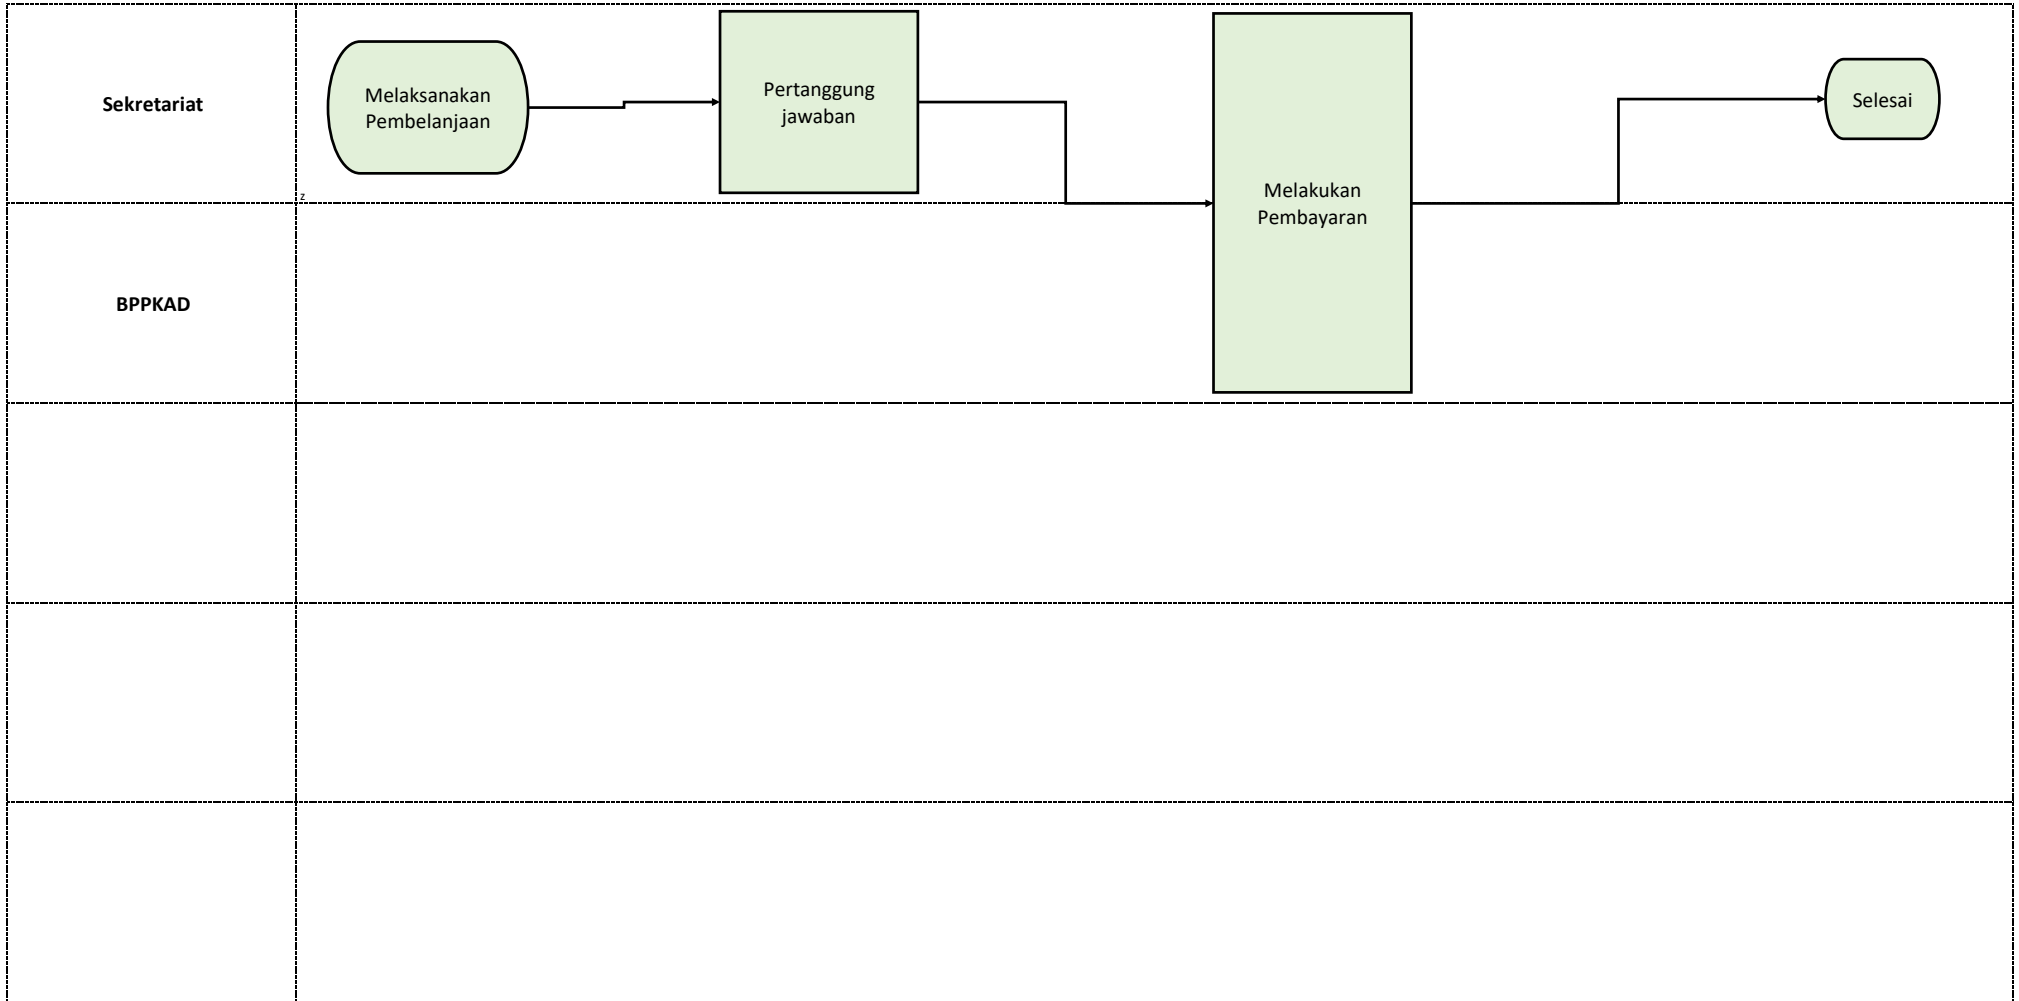 Sekretariat
Melaksanakan
Pembelanjaan
Pertanggung
jawaban
Melakukan
Pembayaran
Selesai
z
BPPKAD